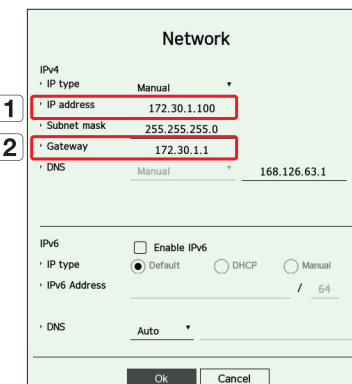 Network
IPv4
IP type Manual
1 IP address 172.30.1.100
Subnet mask 255.255.255.0
2 Gateway 172.30.1.1
DNS Manual 168.126.63.1
IPv6 Enable IPv6
IP type Default DHCP Manual
IPv6 Address / 64
DNS Auto
Ok Cancel